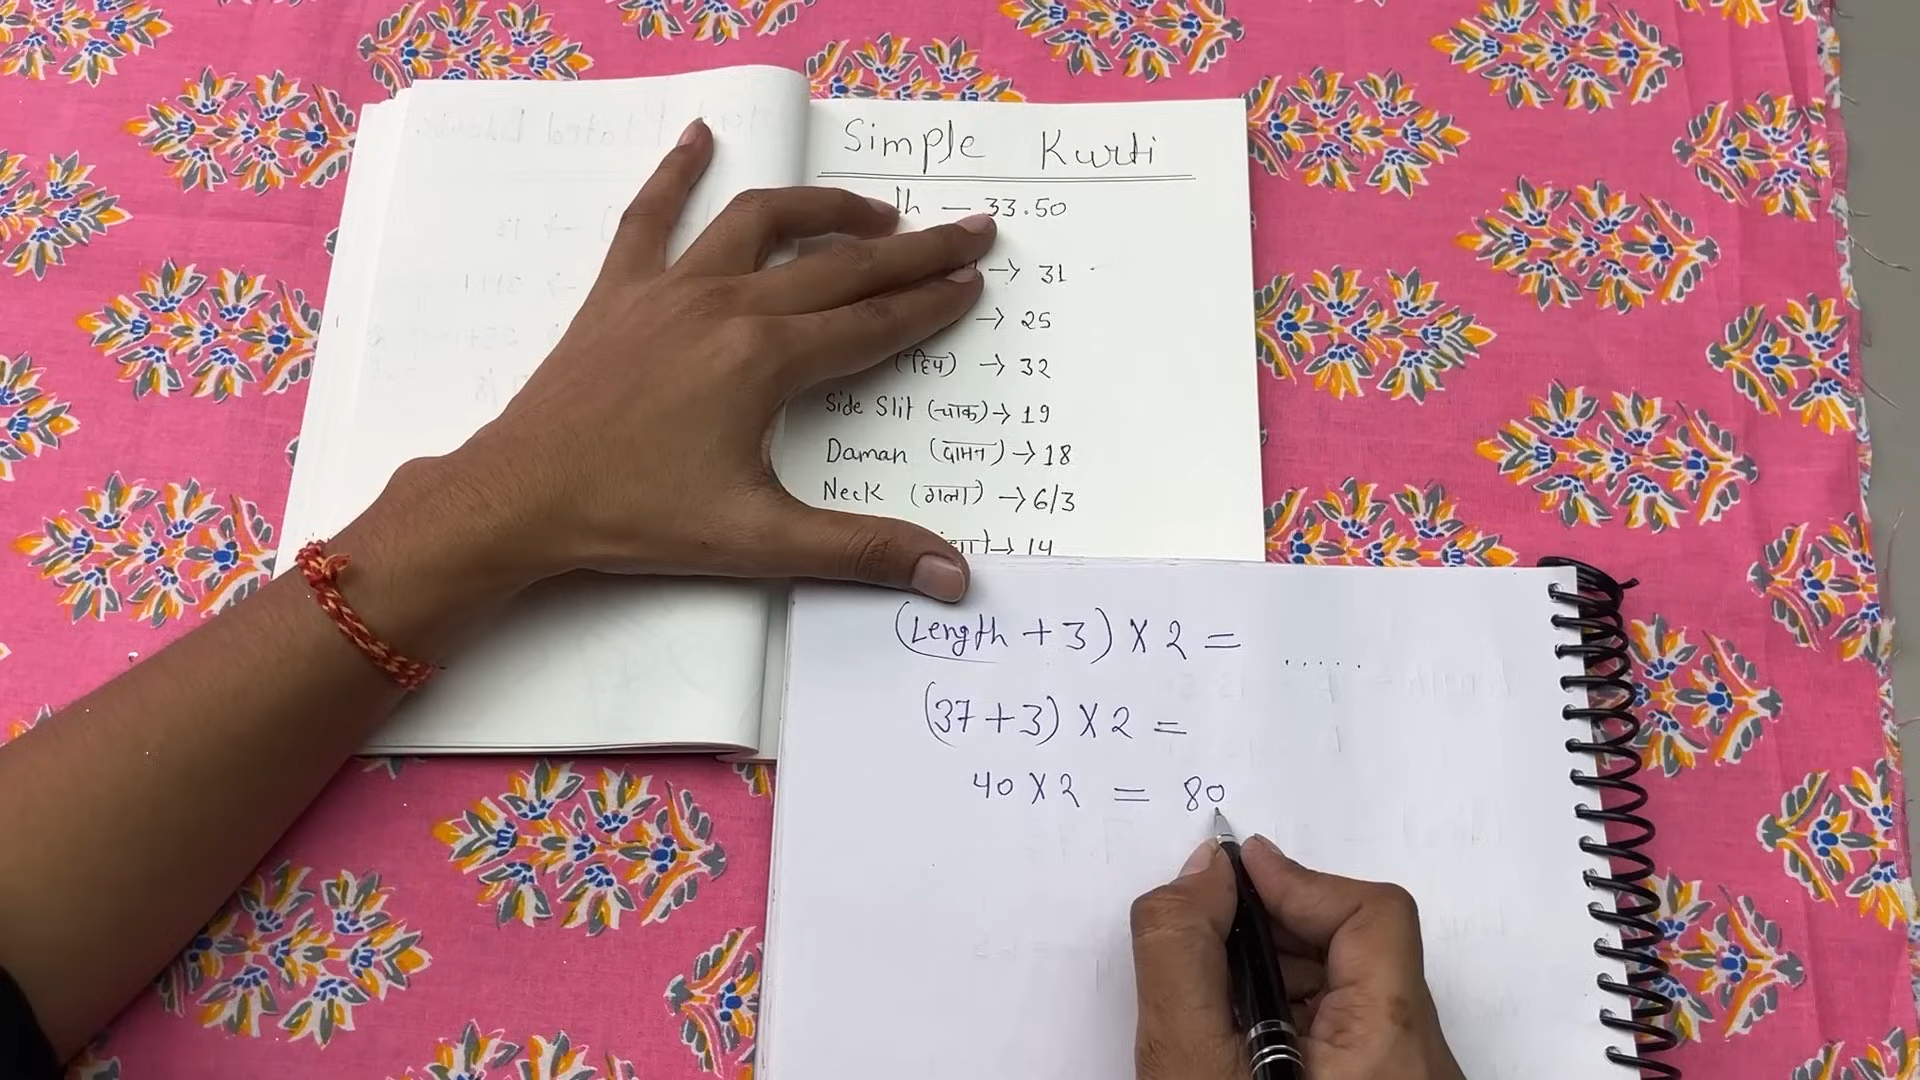 Simple Kurti
— 33.50
→ 31
→ 25
(हिप) → 32
Side Slit (चाक) → 19
Daman (दामन) → 18
Neck (गला) → 6/3
→ 14
(Length + 3) X 2 = .....
(37 + 3) X 2 =
40 X 2 = 80